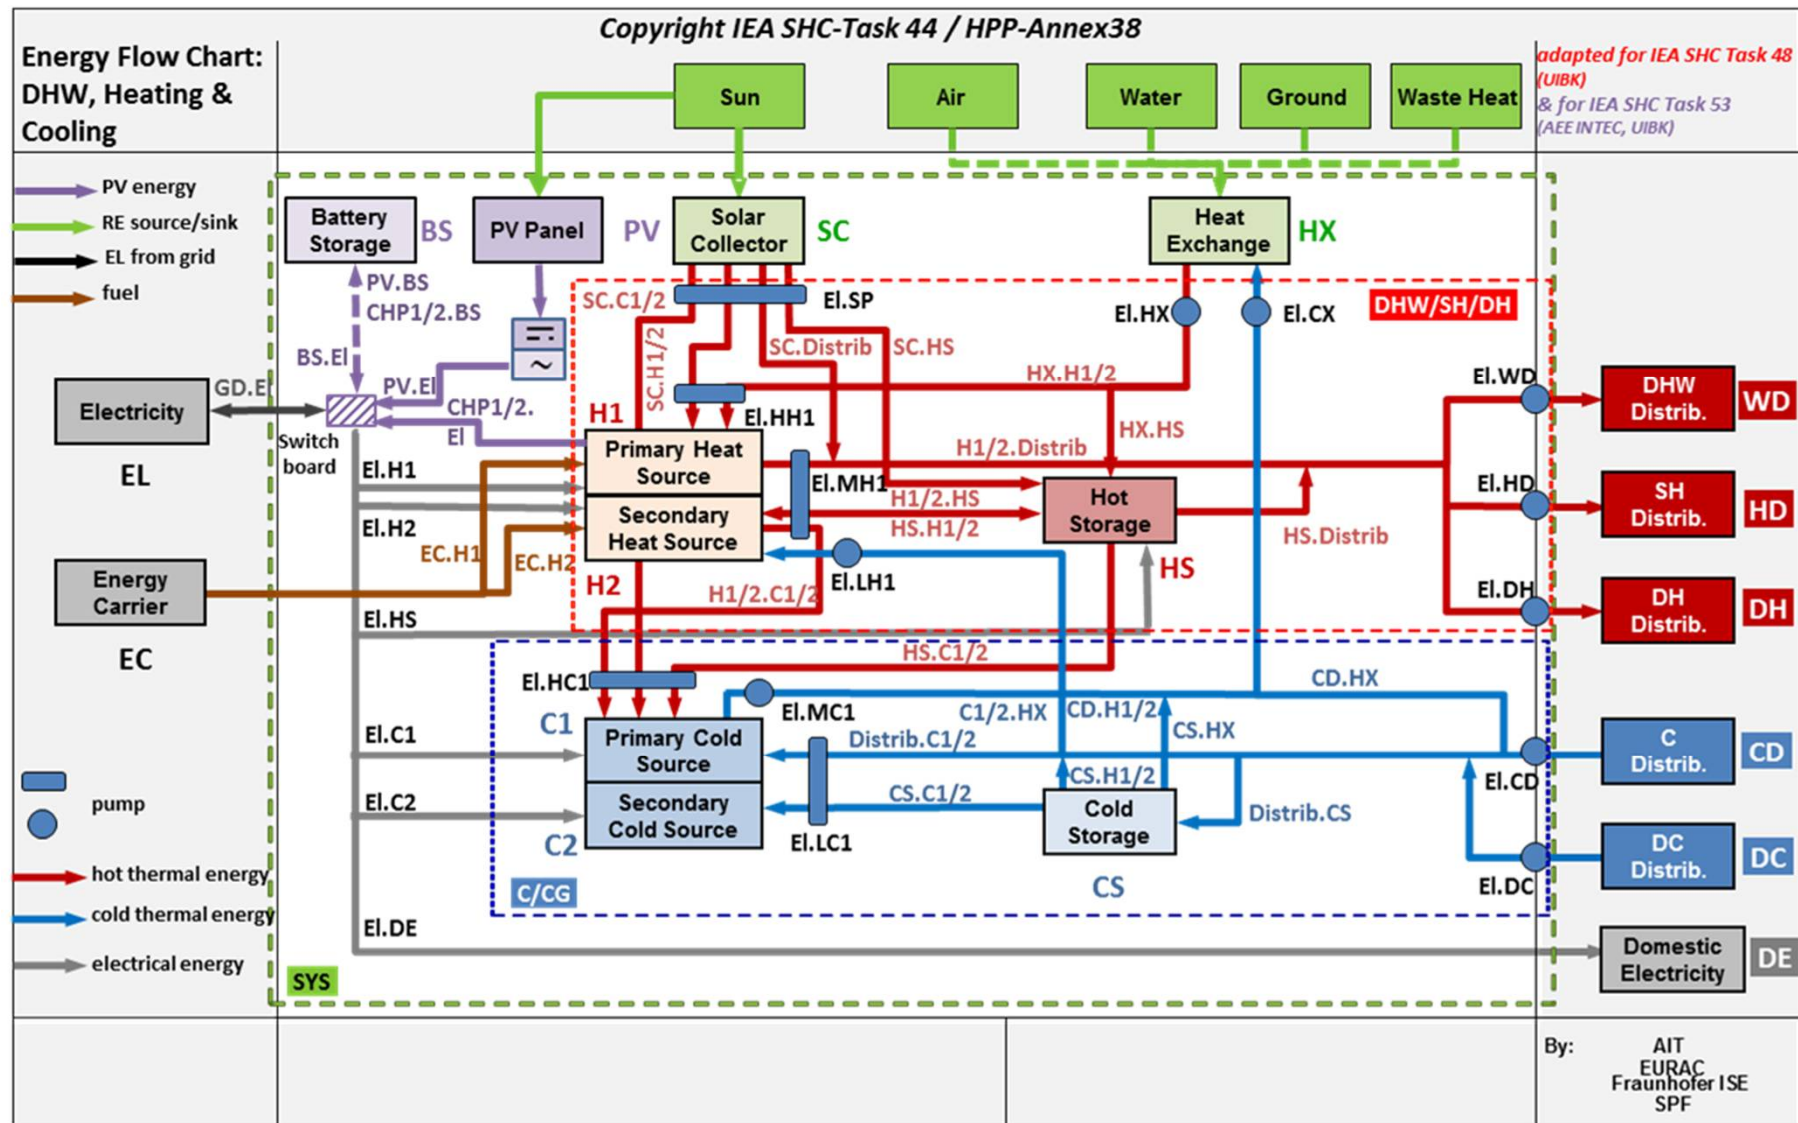 Copyright IEA SHC-Task 44 / HPP-Annex38
Energy Flow Chart:
DHW, Heating &
Cooling
adapted for IEA SHC Task 48
(UIBK)
& for IEA SHC Task 53
(AEE INTEC, UIBK)
Sun
Air
Water
Ground
Waste Heat
PV energy
RE source/sink
EL from grid
fuel
Battery
Storage
BS
PV Panel
PV
Solar
Collector
SC
Heat
Exchange
HX
PV.BS
CHP1/2.BS
BS.El
PV.El
CHP1/2.
El
SC.C1/2
SC.H1/2
El.SP
SC.Distrib
SC.HS
El.HX
El.CX
DHW/SH/DH
HX.H1/2
HX.HS
El.WD
DHW
Distrib.
WD
Electricity
EL
GD.El
Switch
board
H1
El.HH1
Primary Heat
Source
Secondary
Heat Source
H2
El.H1
El.H2
EC.H1
EC.H2
El.MH1
H1/2.Distrib
H1/2.HS
HS.H1/2
Hot
Storage
HS
HS.Distrib
El.HD
SH
Distrib.
HD
Energy
Carrier
EC
El.LH1
H1/2.C1/2
El.HS
El.DH
DH
Distrib.
DH
HS.C1/2
El.HC1
El.MC1
C1/2.HX
CD.H1/2
CS.HX
CD.HX
C1
Primary Cold
Source
Secondary
Cold Source
C2
El.C1
El.C2
Distrib.C1/2
CS.H1/2
CS.C1/2
El.LC1
Cold
Storage
CS
Distrib.CS
El.CD
C
Distrib.
CD
El.DC
DC
Distrib.
DC
C/CG
pump
hot thermal energy
cold thermal energy
electrical energy
El.DE
Domestic
Electricity
DE
SYS
By:
AIT
EURAC
Fraunhofer ISE
SPF